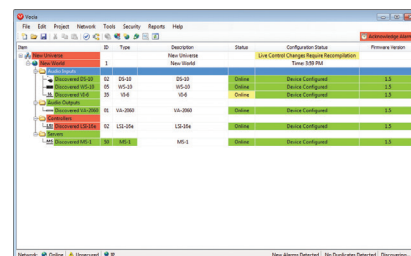 Vocia
File Edit Project Network Tools Security Reports Help
Acknowledge Alarm
Item ID Type Description Status Configuration Status Firmware Version
New Universe New Universe Live Control Changes Require Recompilation
New World 1 New World Time: 3:59 PM
Audio Inputs
Discovered DS-10 02 DS-10 DS-10 Online Device Configured 1.5
Discovered WS-10 05 WS-10 WS-10 Online Device Configured 1.5
Discovered VI-6 35 VI-6 VI-6 Online Device Configured 1.5
Audio Outputs
Discovered VA-2060 01 VA-2060 VA-2060 Online Device Configured 1.5
Controllers
Discovered LSI-16e 02 LSI-16e LSI-16e Online Device Configured 1.5
Servers
Discovered MS-1 50 MS-1 MS-1 Online Device Configured 1.5
Network: Online Unsecured New Alarms Detected No Duplicates Detected Discovering...